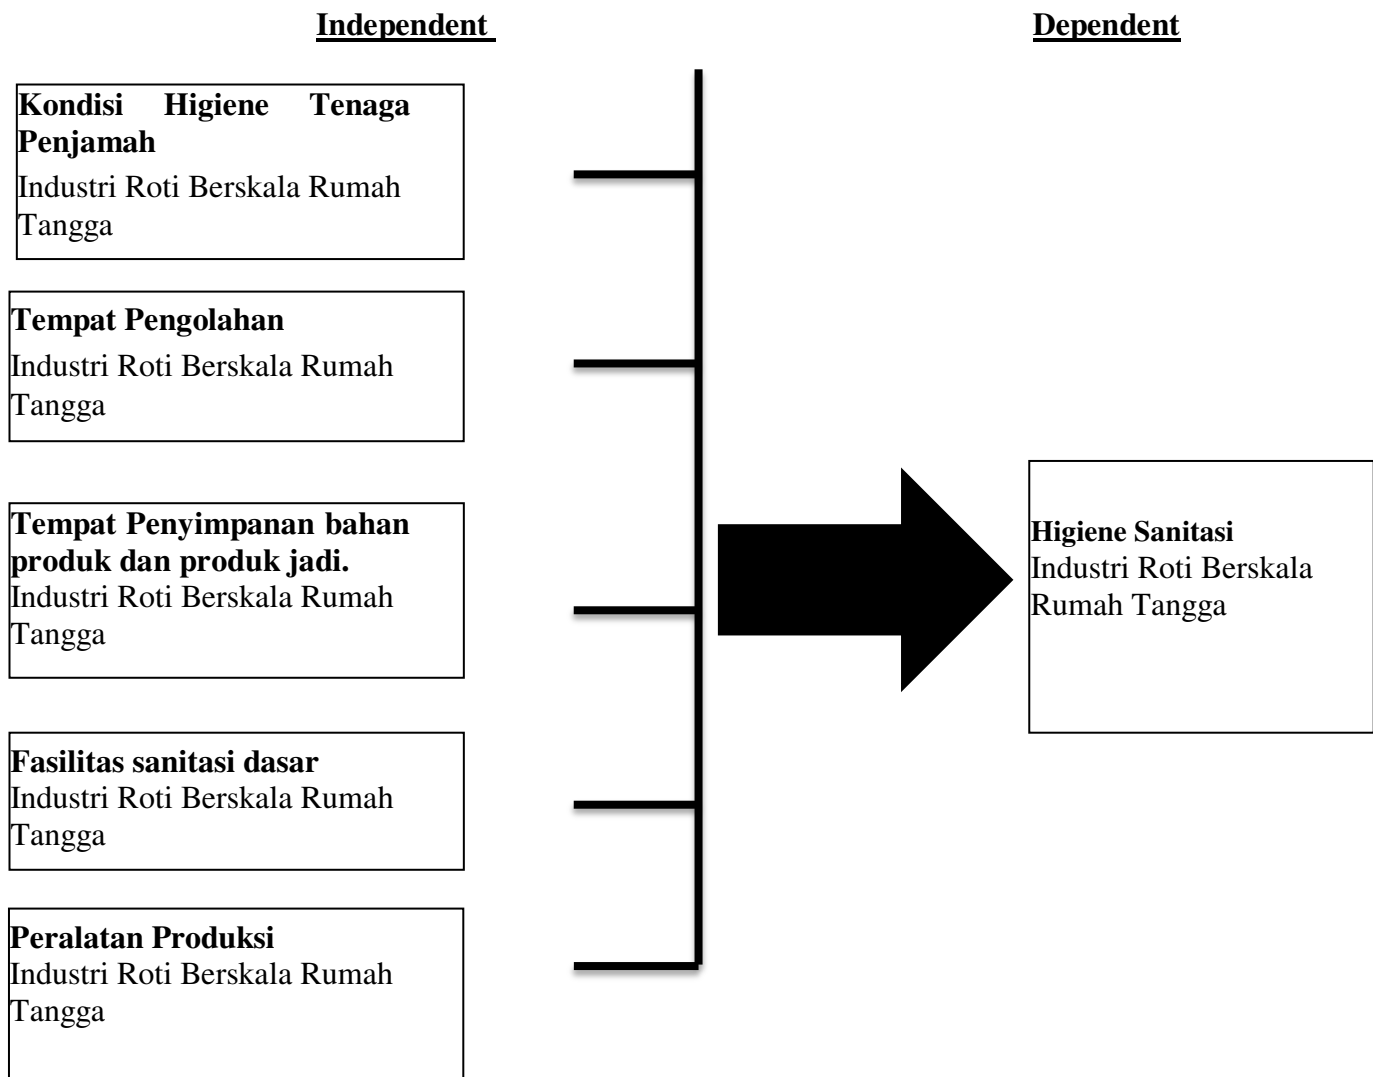 Independent
Dependent
Kondisi Higiene Tenaga
Penjamah
Industri Roti Berskala Rumah
Tangga
Tempat Pengolahan
Industri Roti Berskala Rumah
Tangga
Tempat Penyimpanan bahan
produk dan produk jadi.
Industri Roti Berskala Rumah
Tangga
Fasilitas sanitasi dasar
Industri Roti Berskala Rumah
Tangga
Peralatan Produksi
Industri Roti Berskala Rumah
Tangga
Higiene Sanitasi
Industri Roti Berskala
Rumah Tangga